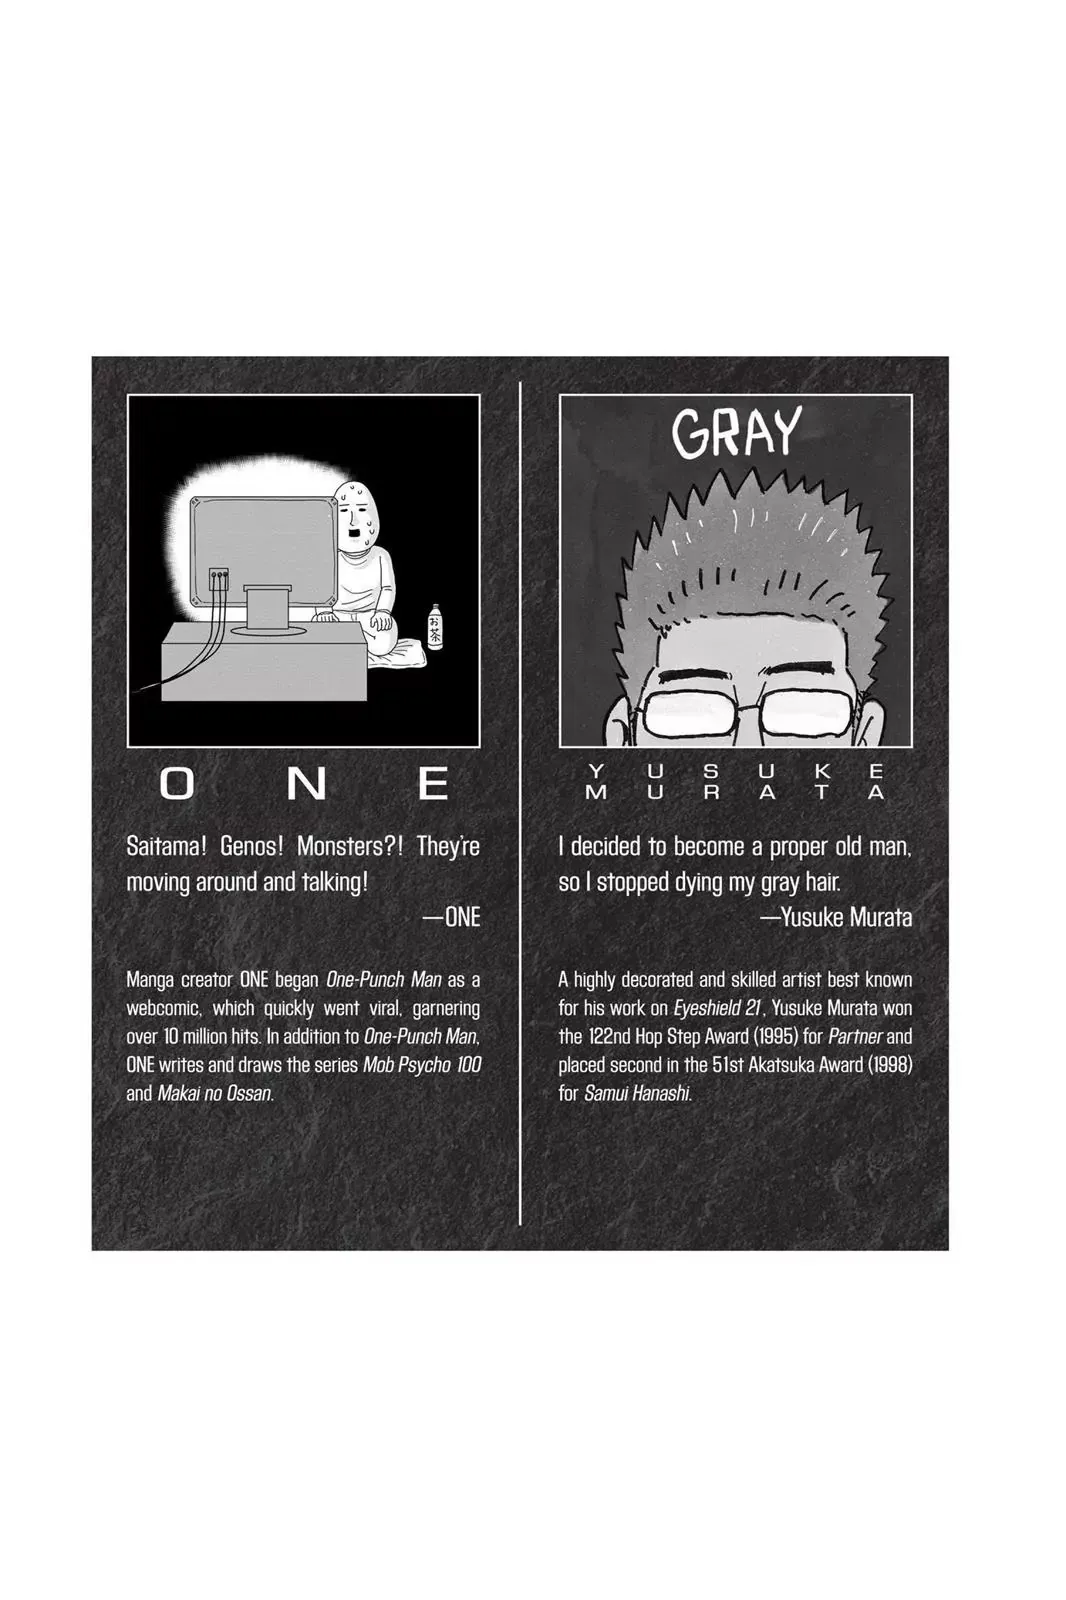 お茶
O N E
Saitama! Genos! Monsters?! They're
moving around and talking!
—ONE
Manga creator ONE began One-Punch Man as a
webcomic, which quickly went viral, garnering
over 10 million hits. In addition to One-Punch Man,
ONE writes and draws the series Mob Psycho 100
and Makai no Ossan.
GRAY
YUSUKE
MURATA
I decided to become a proper old man,
so I stopped dying my gray hair.
—Yusuke Murata
A highly decorated and skilled artist best known
for his work on Eyeshield 21, Yusuke Murata won
the 122nd Hop Step Award (1995) for Partner and
placed second in the 51st Akatsuka Award (1998)
for Samui Hanashi.